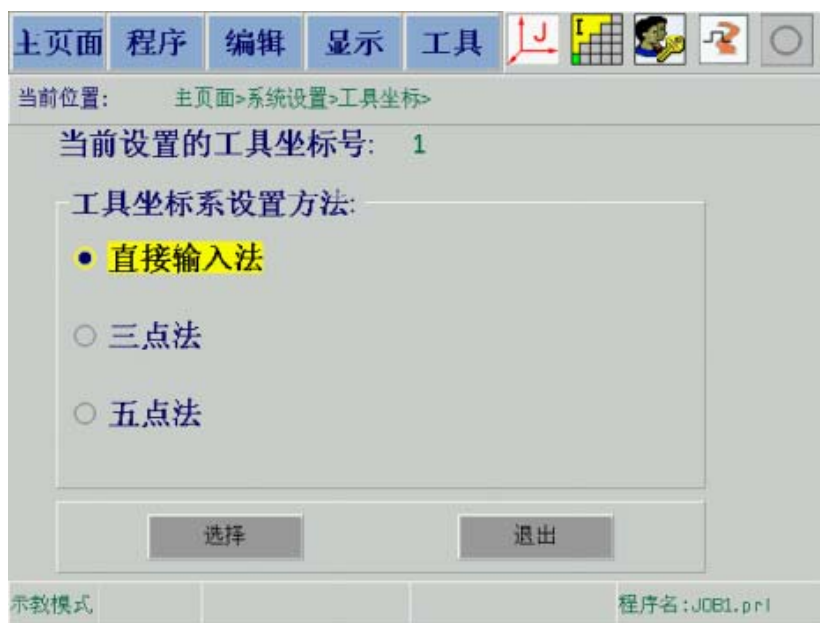 主页面 程序 编辑 显示 工具 J I
当前位置: 主页面>系统设置>工具坐标>
当前设置的工具坐标号: 1
工具坐标系设置方法:
直接输入法
三点法
五点法
选择 退出
示教模式 程序名:JOB1.prl